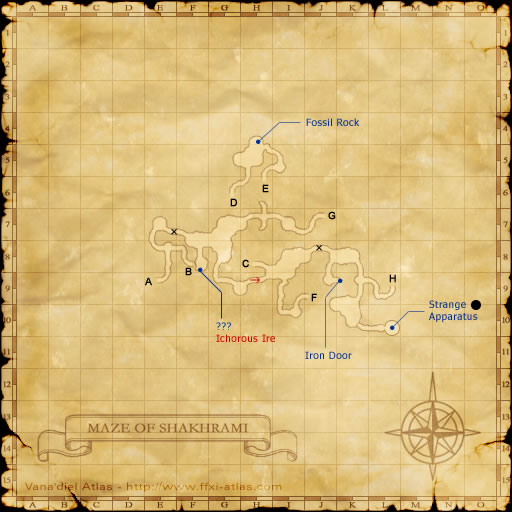 A B C D E F G H I J K L M N O
1
2
3
4
5
6
7
8
9
10
11
12
13
14
15
Fossil Rock
E
D
G
X
X
C
B
A
H
F
Strange
Apparatus
???
Ichorous Ire
Iron Door
MAZE OF SHAKHRAMI
Vana'diel Atlas - http://www.ffxi-atlas.com
A B C D E F G H I J K L M N O